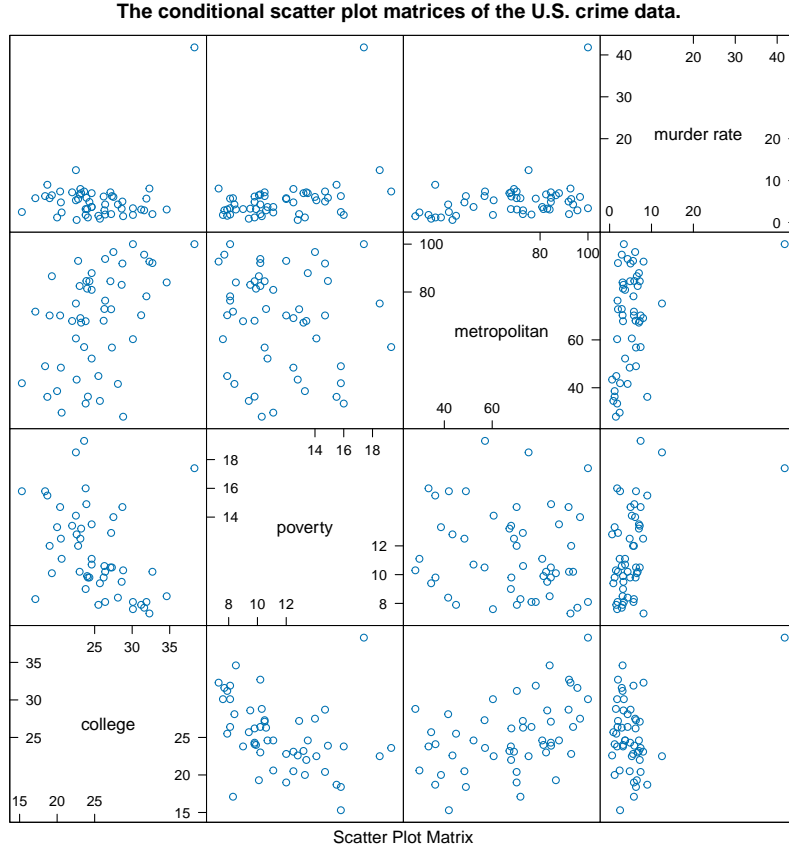 The conditional scatter plot matrices of the U.S. crime data.
20 30 40
40
30
20
murder rate
20
10
0
0 10 20
100
80
80 100
metropolitan
60
40
40 60
18
16
14
14 16 18
poverty
12
10
8
8 10 12
25 35
35
30
25
college
25
20
15
15 20 25
Scatter Plot Matrix